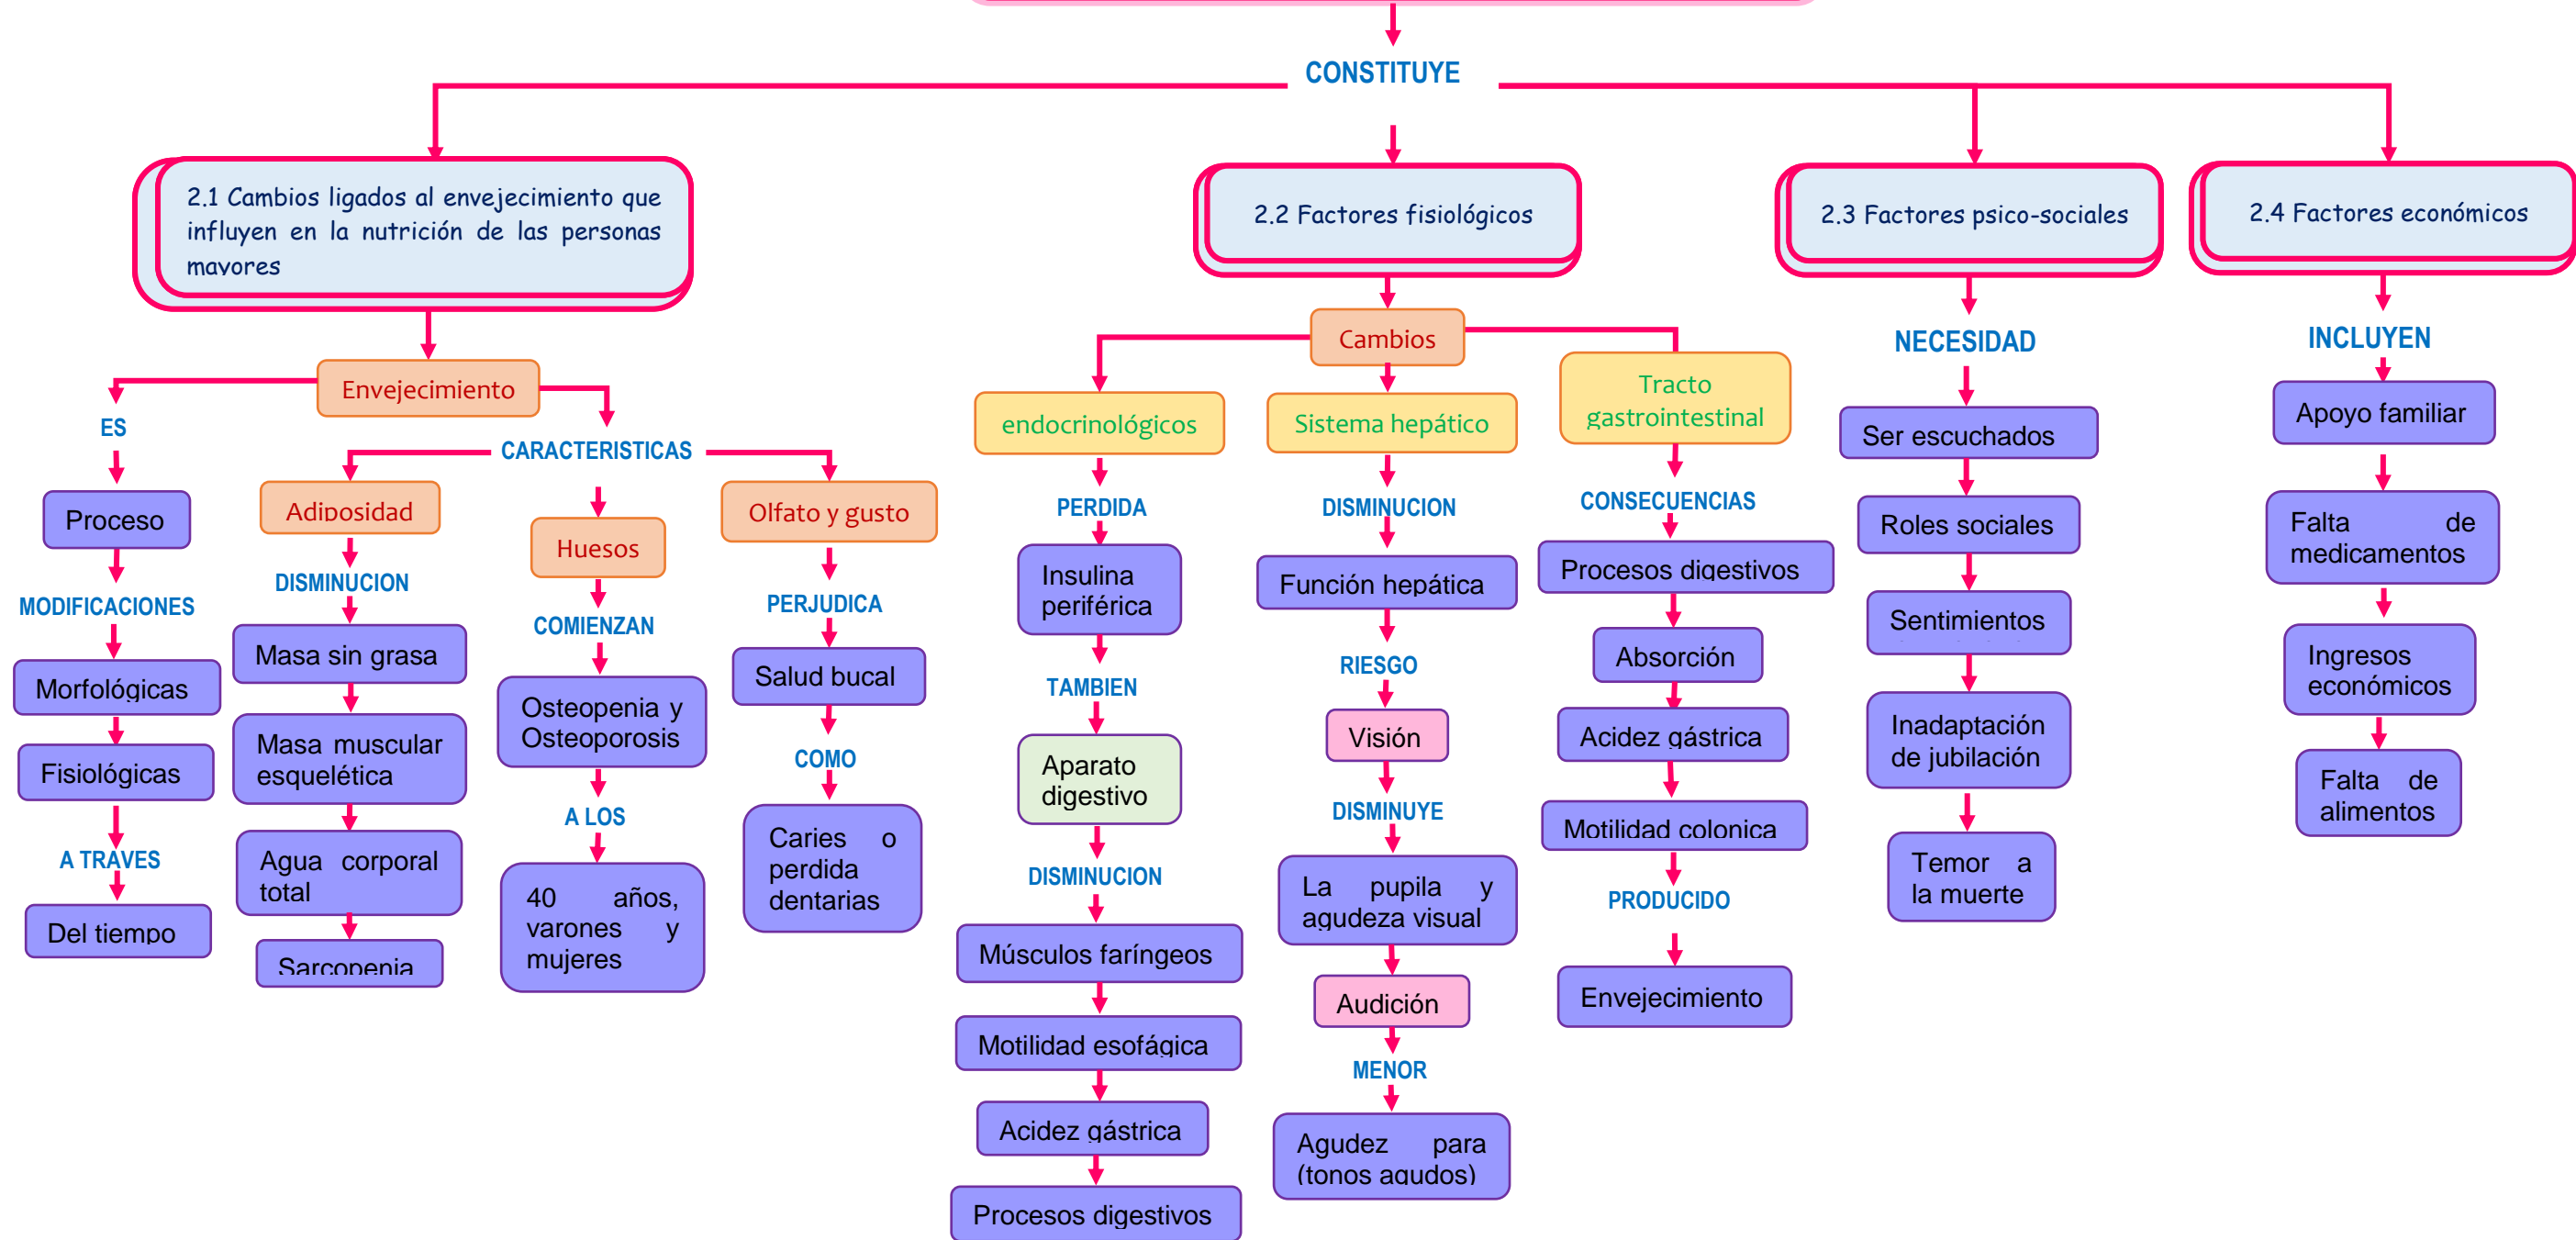 CONSTITUYE
2.1 Cambios ligados al envejecimiento que
influyen en la nutrición de las personas
mayores
Envejecimiento
ES
Proceso
MODIFICACIONES
Morfológicas
Fisiológicas
A TRAVES
Del tiempo
CARACTERISTICAS
Adiposidad
DISMINUCION
Masa sin grasa
Masa muscular
esquelética
Agua corporal
total
Sarcopenia
Huesos
COMIENZAN
Osteopenia y
Osteoporosis
A LOS
40 años,
varones y
mujeres
Olfato y gusto
PERJUDICA
Salud bucal
COMO
Caries o
perdida
dentarias
2.2 Factores fisiológicos
Cambios
endocrinológicos
PERDIDA
Insulina
periférica
TAMBIEN
Aparato
digestivo
DISMINUCION
Músculos faríngeos
Motilidad esofágica
Acidez gástrica
Procesos digestivos
Sistema hepático
DISMINUCION
Función hepática
RIESGO
Visión
DISMINUYE
La pupila y
agudeza visual
Audición
MENOR
Agudez para
(tonos agudos)
Tracto
gastrointestinal
CONSECUENCIAS
Procesos digestivos
Absorción
Acidez gástrica
Motilidad colonica
PRODUCIDO
Envejecimiento
2.3 Factores psico-sociales
NECESIDAD
Ser escuchados
Roles sociales
Sentimientos
Inadaptación
de jubilación
Temor a
la muerte
2.4 Factores económicos
INCLUYEN
Apoyo familiar
Falta de
medicamentos
Ingresos
económicos
Falta de
alimentos